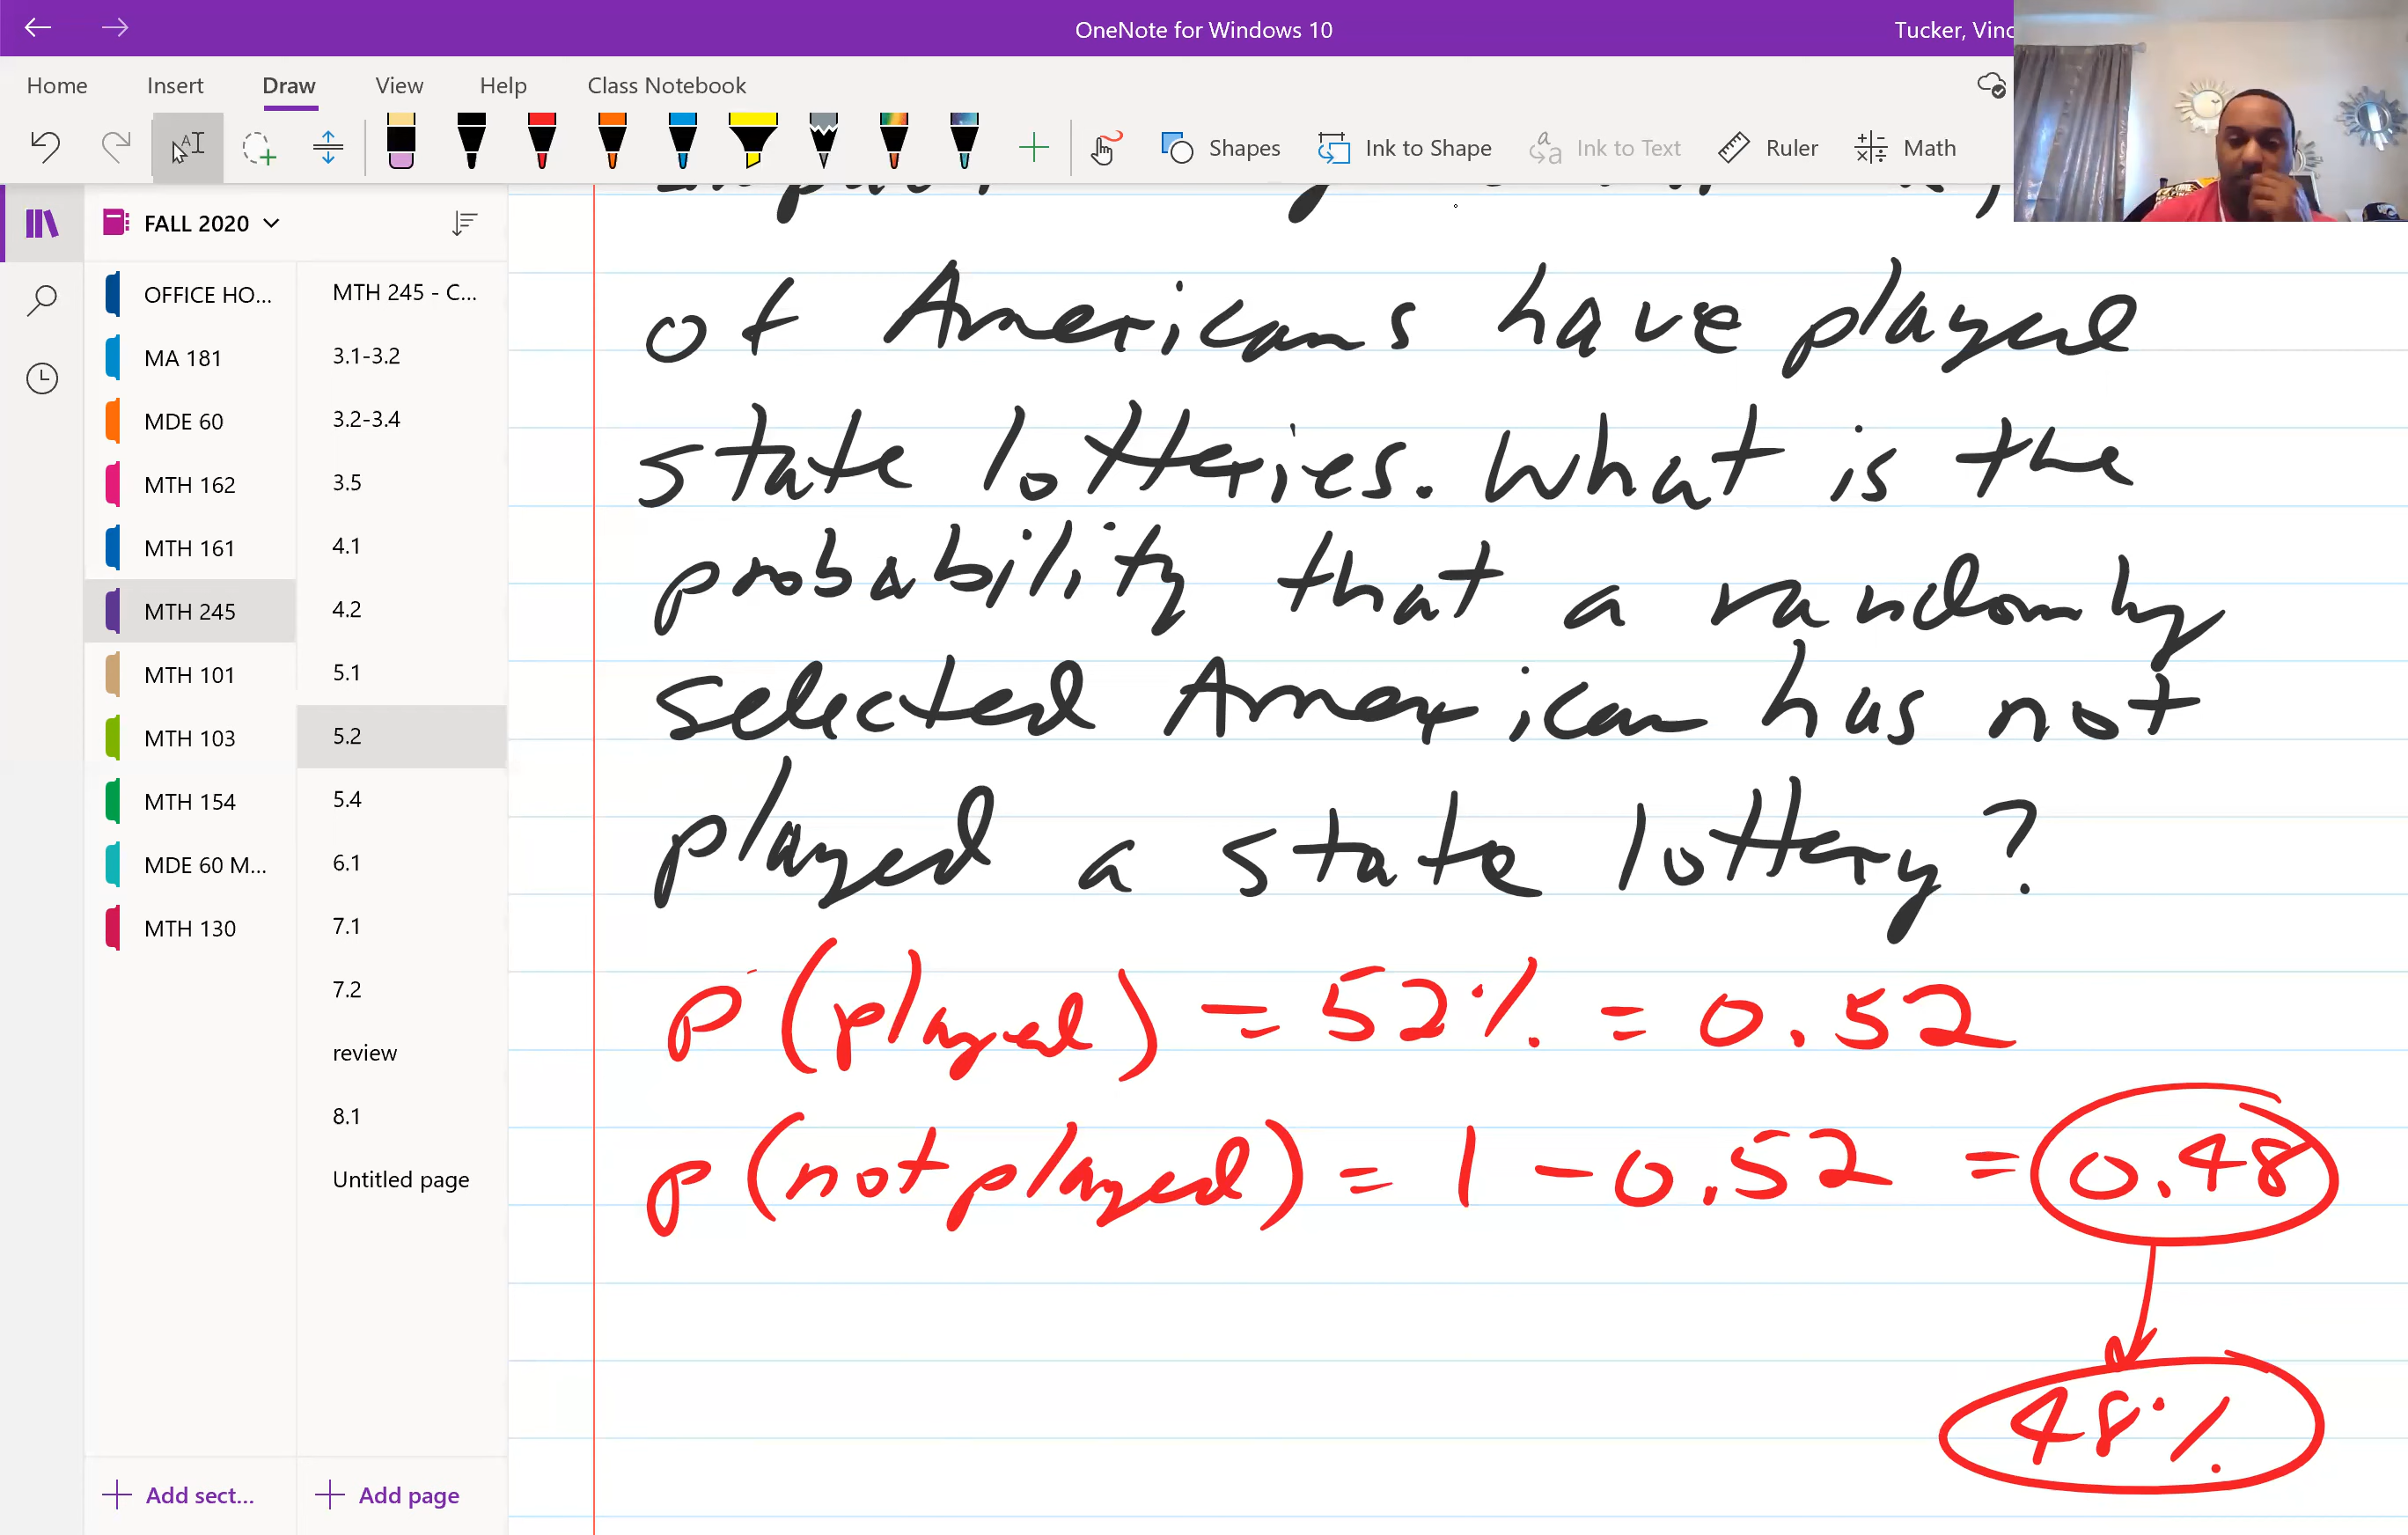 OneNote for Windows 10
Tucker, Vinc
Home Insert Draw View Help Class Notebook
Shapes Ink to Shape Ink to Text Ruler Math
FALL 2020
OFFICE HO...
MA 181
MDE 60
MTH 162
MTH 161
MTH 245
MTH 101
MTH 103
MTH 154
MDE 60 M...
MTH 130
Add sect...
MTH 245 - C...
3.1-3.2
3.2-3.4
3.5
4.1
4.2
5.1
5.2
5.4
6.1
7.1
7.2
review
8.1
Untitled page
Add page
of Americans have played
state lotteries. What is the
probability that a randomly
selected American has not
played a state lottery?
P(played) = 52% = 0.52
P(not played) = 1 - 0.52 = 0.48
48%